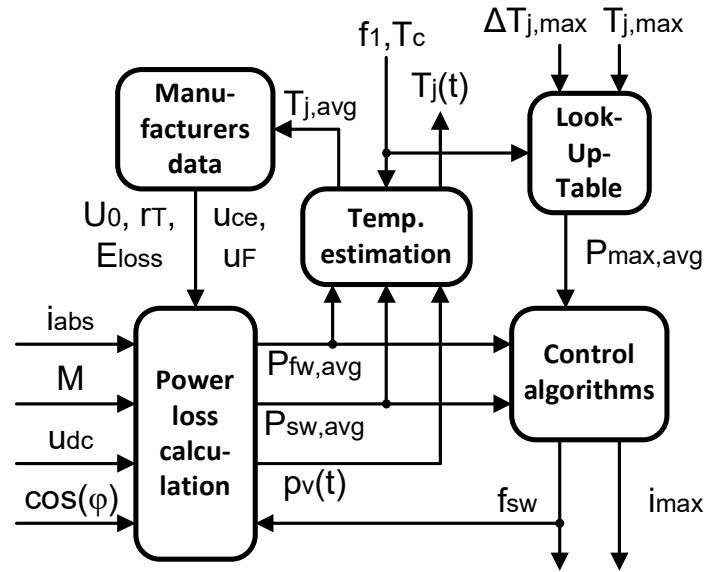 f1,Tc
ΔTj,max
Tj,max
Manu-
facturers
data
Tj,avg
Tj(t)
Look-
Up-
Table
U0, rT,
Eloss
uce,
uF
Temp.
estimation
Pmax,avg
iabs
M
udc
cos(φ)
Power
loss
calcu-
lation
Pfw,avg
Psw,avg
pv(t)
Control
algorithms
fsw
imax